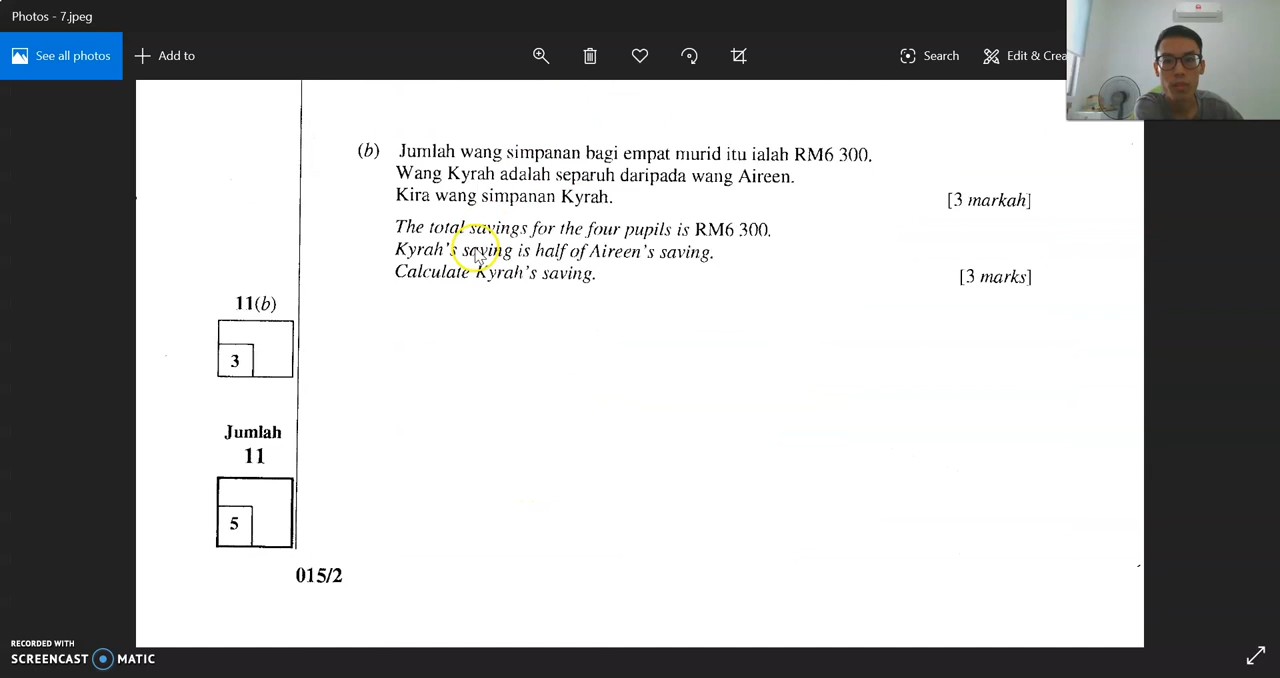 Photos - 7.jpeg
See all photos
Add to
Search
Edit & Crea
(b) Jumlah wang simpanan bagi empat murid itu ialah RM6 300.
Wang Kyrah adalah separuh daripada wang Aireen.
Kira wang simpanan Kyrah.
[3 markah]
The total savings for the four pupils is RM6 300.
Kyrah's saving is half of Aireen's saving.
Calculate Kyrah's saving.
[3 marks]
11(b)
3
Jumlah
11
5
015/2
RECORDED WITH
SCREENCAST MATIC